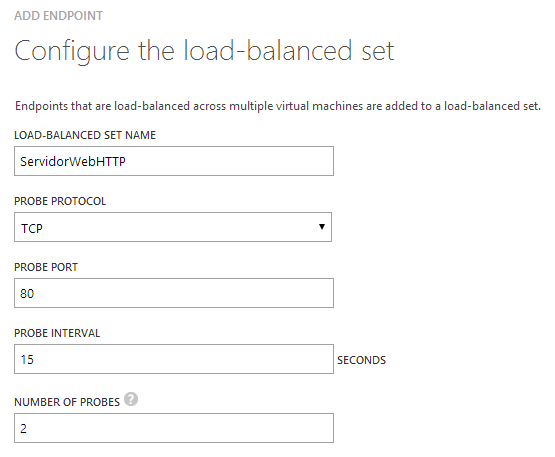 ADD ENDPOINT
Configure the load-balanced set
Endpoints that are load-balanced across multiple virtual machines are added to a load-balanced set.
LOAD-BALANCED SET NAME
ServidorWebHTTP
PROBE PROTOCOL
TCP
PROBE PORT
80
PROBE INTERVAL
15 SECONDS
NUMBER OF PROBES ?
2